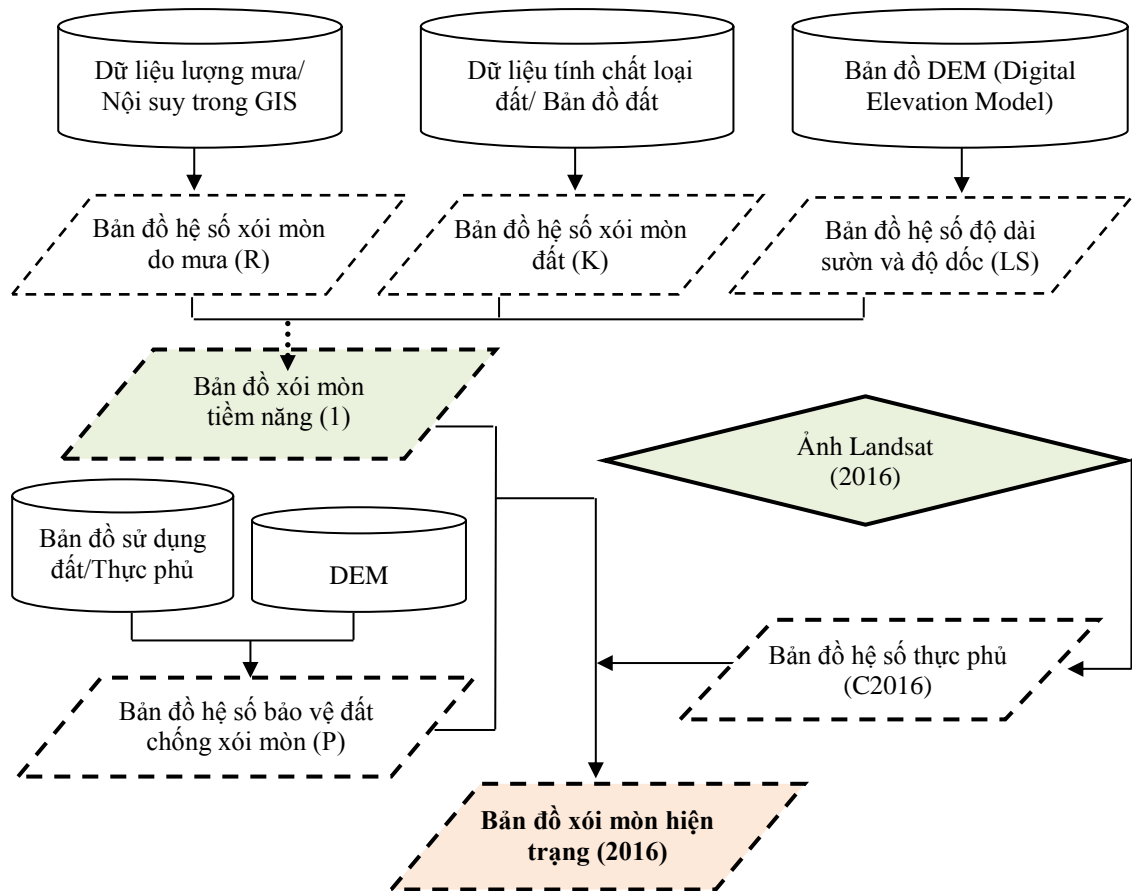 Dữ liệu lượng mưa/
Nội suy trong GIS
Dữ liệu tính chất loại
đất/ Bản đồ đất
Bản đồ DEM (Digital
Elevation Model)
Bản đồ hệ số xói mòn
do mưa (R)
Bản đồ hệ số xói mòn
đất (K)
Bản đồ hệ số độ dài
sườn và độ dốc (LS)
Bản đồ xói mòn
tiềm năng (1)
Ảnh Landsat
(2016)
Bản đồ sử dụng
đất/Thực phủ
DEM
Bản đồ hệ số thực phủ
(C2016)
Bản đồ hệ số bảo vệ đất
chống xói mòn (P)
Bản đồ xói mòn hiện
trạng (2016)